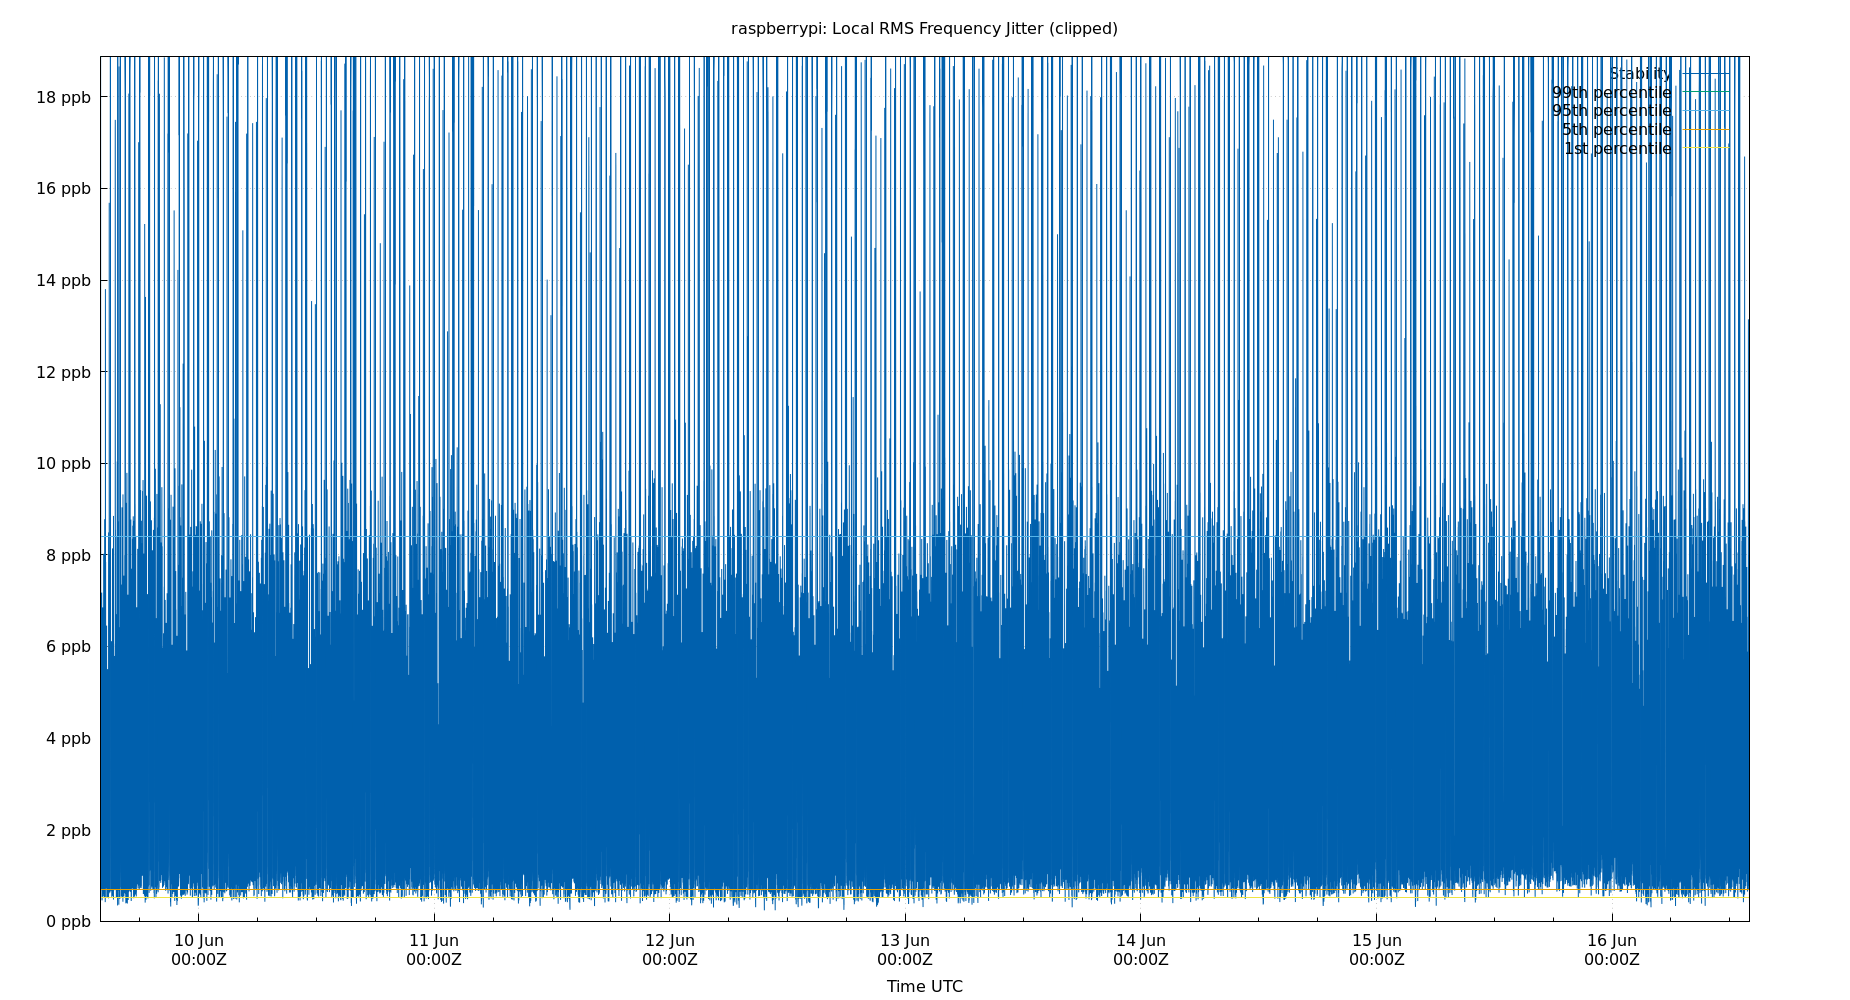 raspberrypi: Local RMS Frequency Jitter (clipped)
Stability
99th percentile
95th percentile
5th percentile
1st percentile
18 ppb
16 ppb
14 ppb
12 ppb
10 ppb
8 ppb
6 ppb
4 ppb
2 ppb
0 ppb
10 Jun 11 Jun 12 Jun 13 Jun 14 Jun 15 Jun 16 Jun
00:00Z 00:00Z 00:00Z 00:00Z 00:00Z 00:00Z 00:00Z
Time UTC